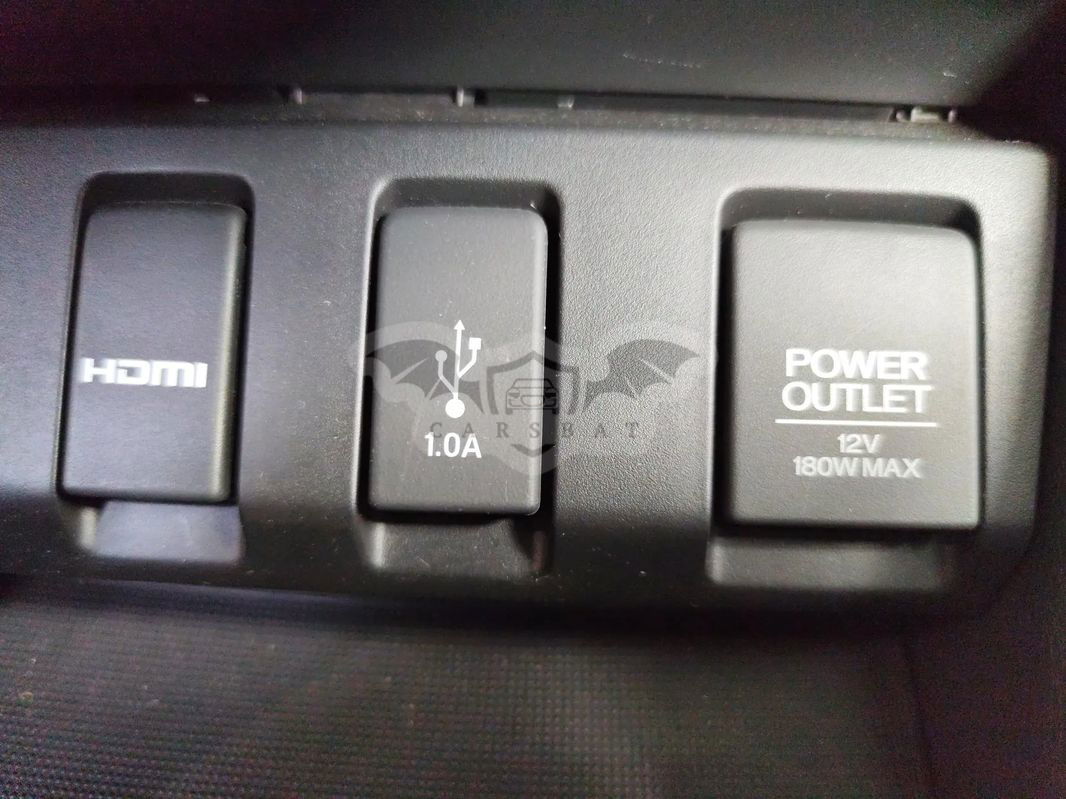 HDMI
1.0A
POWER
OUTLET
12V
180W MAX
CARSBAT